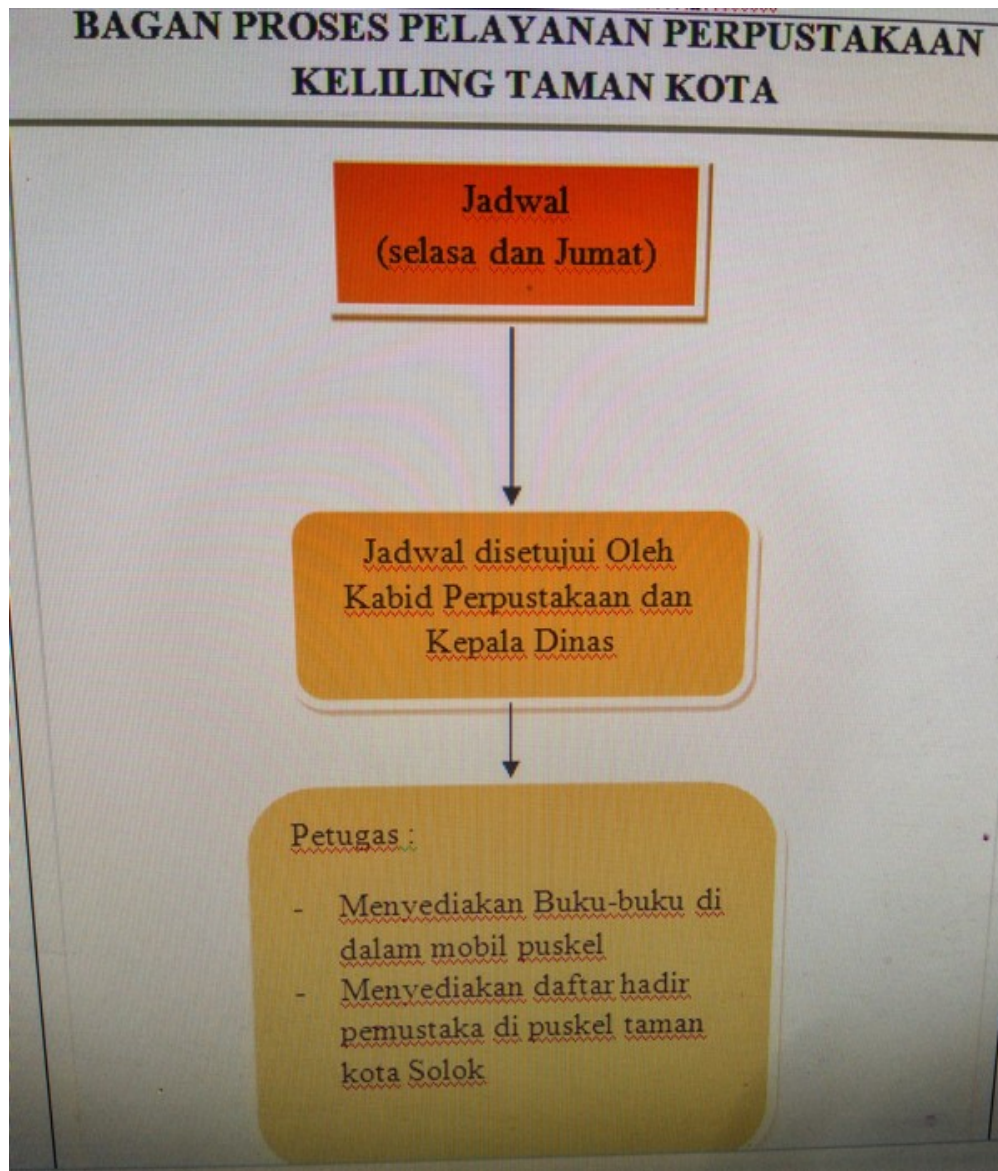 BAGAN PROSES PELAYANAN PERPUSTAKAAN
KELILING TAMAN KOTA
Jadwal
(selasa dan Jumat)
Jadwal disetujui Oleh
Kabid Perpustakaan dan
Kepala Dinas
Petugas :
- Menyediakan Buku-buku di
dalam mobil puskel
- Menyediakan daftar hadir
pemustaka di puskel taman
kota Solok